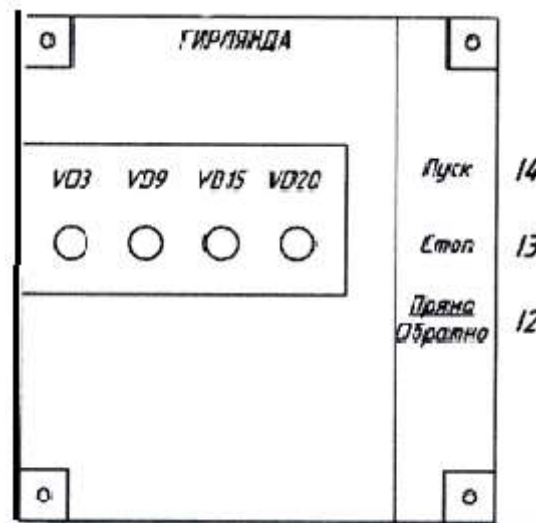 ГИРЛЯНДА
VD3 VD9 VD15 VD20
Пуск 14
Стоп 13
Прямо
Обратно 12